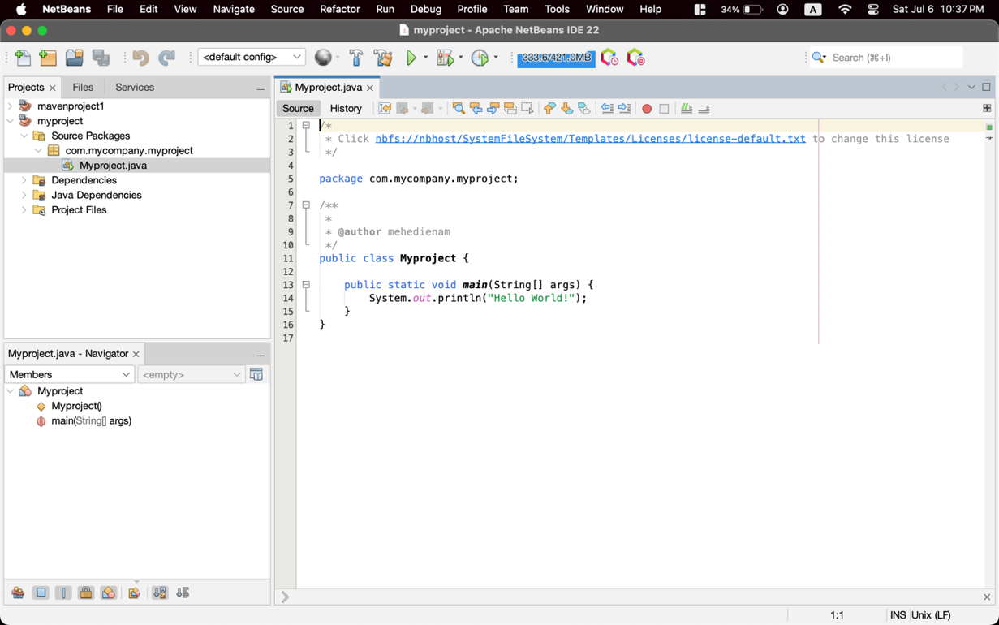 NetBeans File Edit View Navigate Source Refactor Run Debug Profile Team Tools Window Help 34% A Sat Jul 6 10:37 PM
myproject - Apache NetBeans IDE 22
<default config> 333.6/421.0MB Search (⌘+I)
Projects Files Services
mavenproject1
myproject
Source Packages
com.mycompany.myproject
Myproject.java
Dependencies
Java Dependencies
Project Files
Myproject.java - Navigator
Members <empty>
Myproject
Myproject()
main(String[] args)
Myproject.java
Source History
1 /*
2 * Click nbfs://nbhost/SystemFileSystem/Templates/Licenses/license-default.txt to change this license
3 */
4
5 package com.mycompany.myproject;
6
7 /**
8 *
9 * @author mehedienam
10 */
11 public class Myproject {
12
13 public static void main(String[] args) {
14 System.out.println("Hello World!");
15 }
16 }
17
1:1 INS Unix (LF)